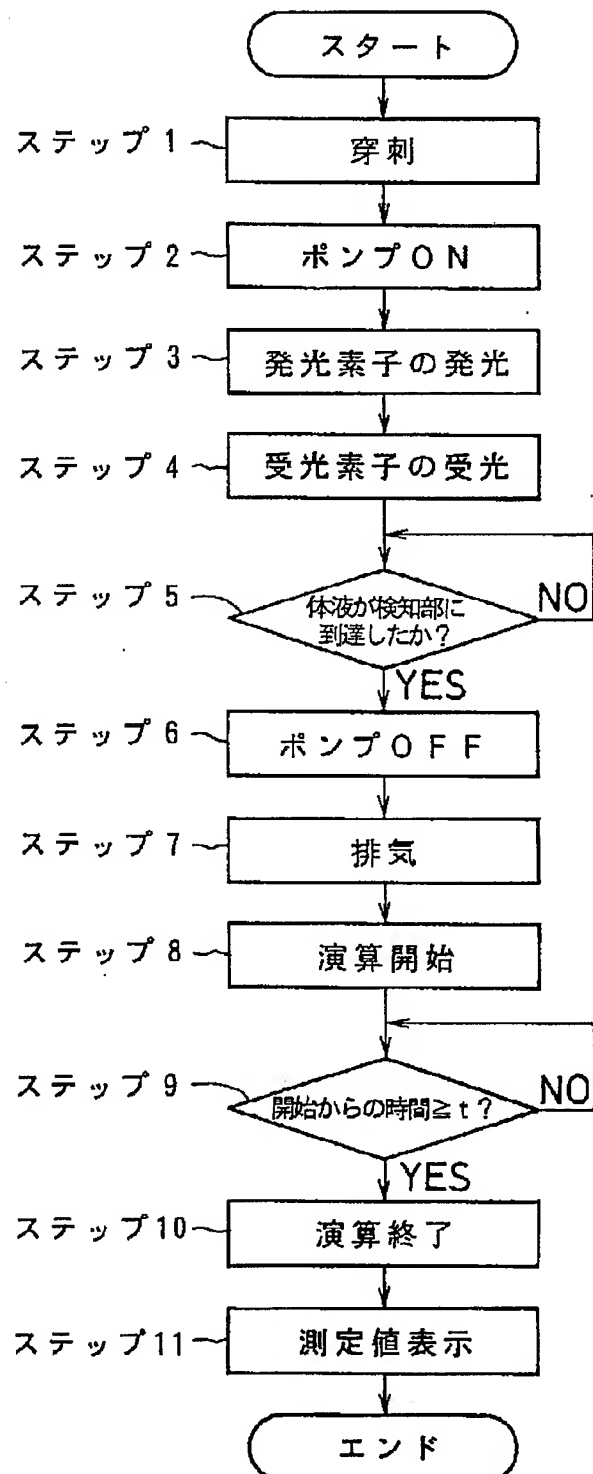 スタート
ステップ1
穿刺
ステップ2
ポンプON
ステップ3
発光素子の発光
ステップ4
受光素子の受光
ステップ5
体液が検知部に
到達したか?
NO
YES
ステップ6
ポンプOFF
ステップ7
排気
ステップ8
演算開始
ステップ9
開始からの時間≧t?
NO
YES
ステップ10
演算終了
ステップ11
測定値表示
エンド